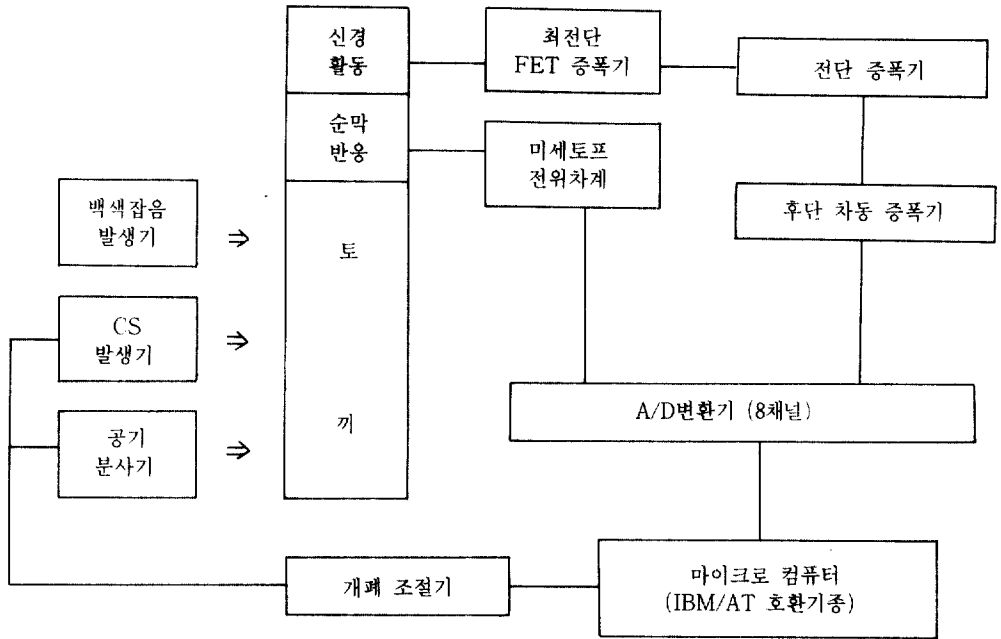 신경
활동
최전단
FET 증폭기
전단 증폭기
순막
반응
미세토프
전위차계
후단 차동 증폭기
백색잡음
발생기
⇒
토
CS
발생기
⇒
A/D변환기 (8채널)
공기
분사기
⇒
끼
개폐 조절기
마이크로 컴퓨터
(IBM/AT 호환기종)